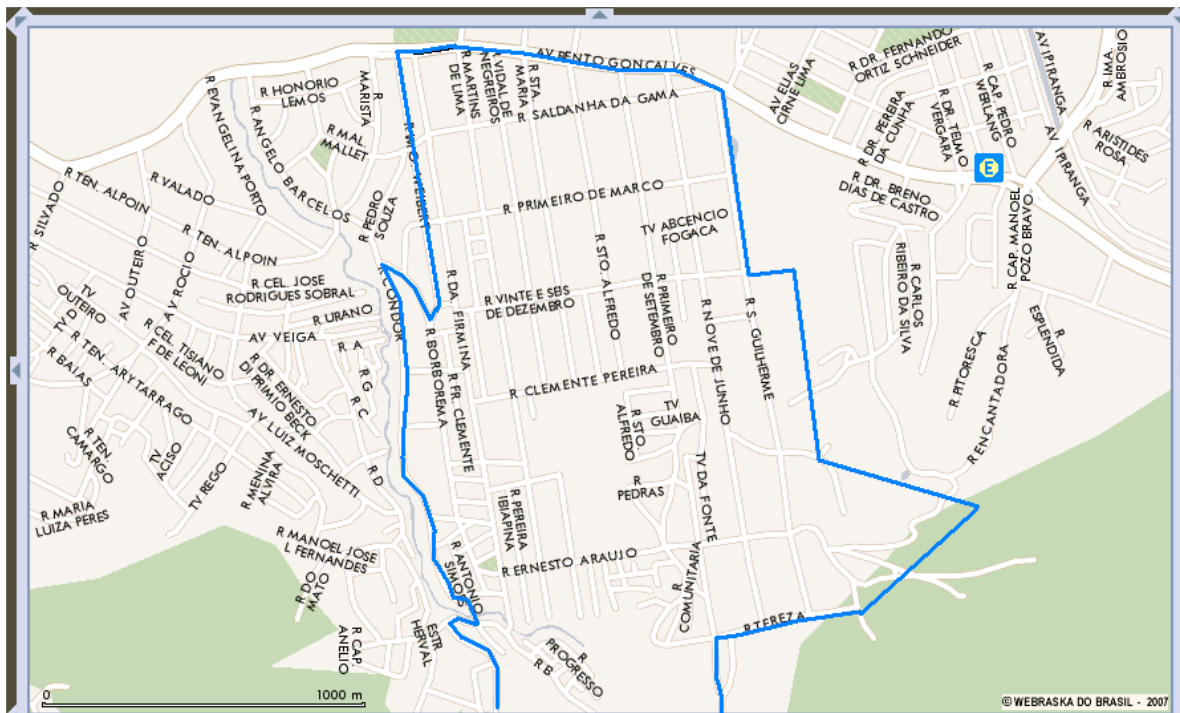 AV BENTO GONCALVES
R DR. FERNANDO
ORTIZ SCHNEIDER
AV IPIRANGA
R IMA.
AMBROSIO
R EVANGELINA PORTO
R HONORIO
LEMOS
R
MARISTA
R MARTINS
DE LIMA
R VIDAL DE
NEGREIROS
R STA.
MARIA
R SALDANHA DA GAMA
AV ELIAS
CIRNE LIMA
R CAP. PEDRO
WERLANG
R DR. TELMO
VERGARA
R DR. PEREIRA
DA CUNHA
AV IPIRANGA
R ARISTIDES
ROSA
R ANGELO BARCELOS
R MAL.
MALLET
E
R TEN. ALPOIN
R VALADO
R PEDRO
SOUZA
R PRIMEIRO DE MARCO
R DR. BRENO
DIAS DE CASTRO
R SILVADO
R TEN. ALPOIN
TV ABCENCIO
FOGACA
R CAP. MANOEL
POZO BRAVO
AV OUTEIRO
AV ROCIO
R CEL. JOSE
RODRIGUES SOBRAL
R CONDOR
R DA. FIRMINA
R VINTE E SEIS
DE DEZEMBRO
R STO. ALFREDO
R PRIMEIRO
DE SETEMBRO
R NOVE DE JUNHO
R S. GUILHERME
R CARLOS
RIBEIRO DA SILVA
TV
OUTEIRO
TV D
R URANO
AV VEIGA
R BORBOREMA
R ESPLENDIDA
R PITORESCA
R ENCANTADORA
R BAIAS
R TEN. ARYTARRAGO
R CEL. TISIANO
F DE LEONI
R DR. ERNESTO
DI PRIMIO BECK
R A
R G
R C
R FR. CLEMENTE
R CLEMENTE PEREIRA
AV LUIZ MOSCHETTI
R STO
ALFREDO
TV
GUAIBA
R TEN.
CAMARGO
TV
ACISO
TV REGO
R MENINA
ALVIRA
R D
R PEREIRA
IBIAPINA
R
PEDRAS
TV DA FONTE
R MARIA
LUIZA PERES
R MANOEL JOSE
L FERNANDES
R DO
MATO
R ANTONIO
SIMOES
R ERNESTO ARAUJO
R
COMUNITARIA
R TEREZA
R CAP.
ANELIO
ESTR
HERVAL
R B
R
PROGRESSO
0 1000 m
© WEBRASKA DO BRASIL - 2007